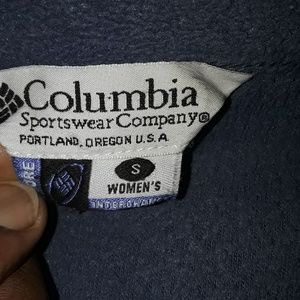 Columbia
Sportswear Company®
PORTLAND, OREGON U.S.A.
S
WOMEN'S